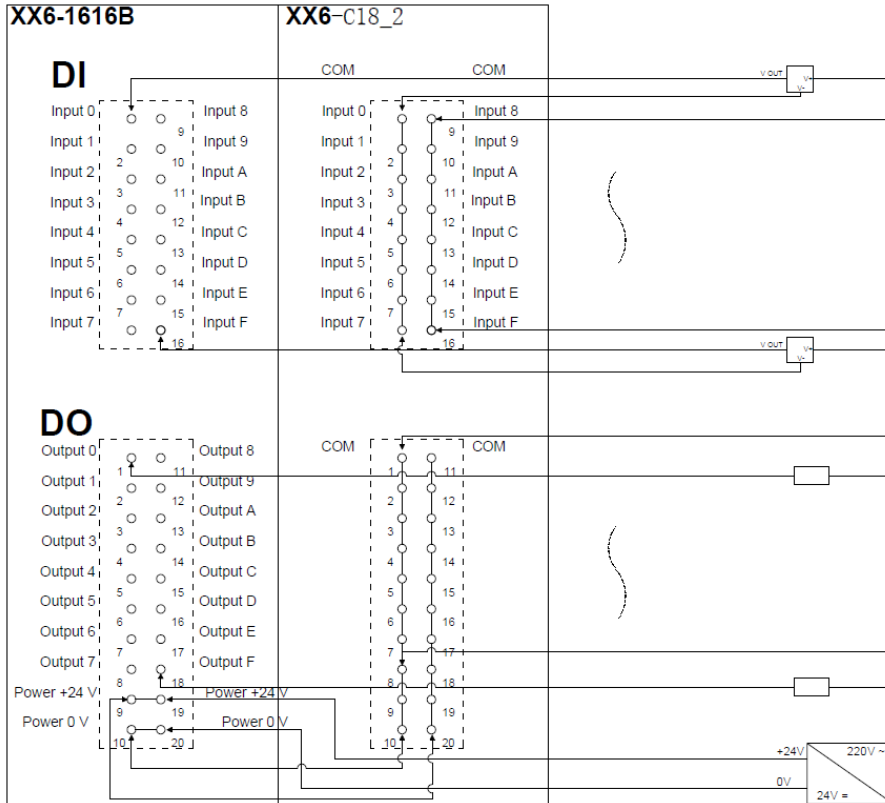 XX6-1616B XX6-C18_2
DI COM COM V OUT V+
V-
Input 0 Input 8 Input 0 Input 8
9 9
Input 1 Input 9 Input 1 Input 9
2 10 2 10
Input 2 Input A Input 2 Input A
3 11 3 11
Input 3 Input B Input 3 Input B
4 12 4 12
Input 4 Input C Input 4 Input C
5 13 5 13
Input 5 Input D Input 5 Input D
6 14 6 14
Input 6 Input E Input 6 Input E
7 15 7 15
Input 7 Input F Input 7 Input F
16 16
V OUT V+
V-
DO
Output 0 Output 8 COM COM
1 11 1 11
Output 1 Output 9
2 12 2 12
Output 2 Output A
3 13 3 13
Output 3 Output B
4 14 4 14
Output 4 Output C
5 15 5 15
Output 5 Output D
6 16 6 16
Output 6 Output E
7 17 7 17
Output 7 Output F
8 18 8 18
Power +24 V Power +24 V
9 19 9 19
Power 0 V Power 0 V
10 20 10 20
+24V 220V ~
0V
24V =